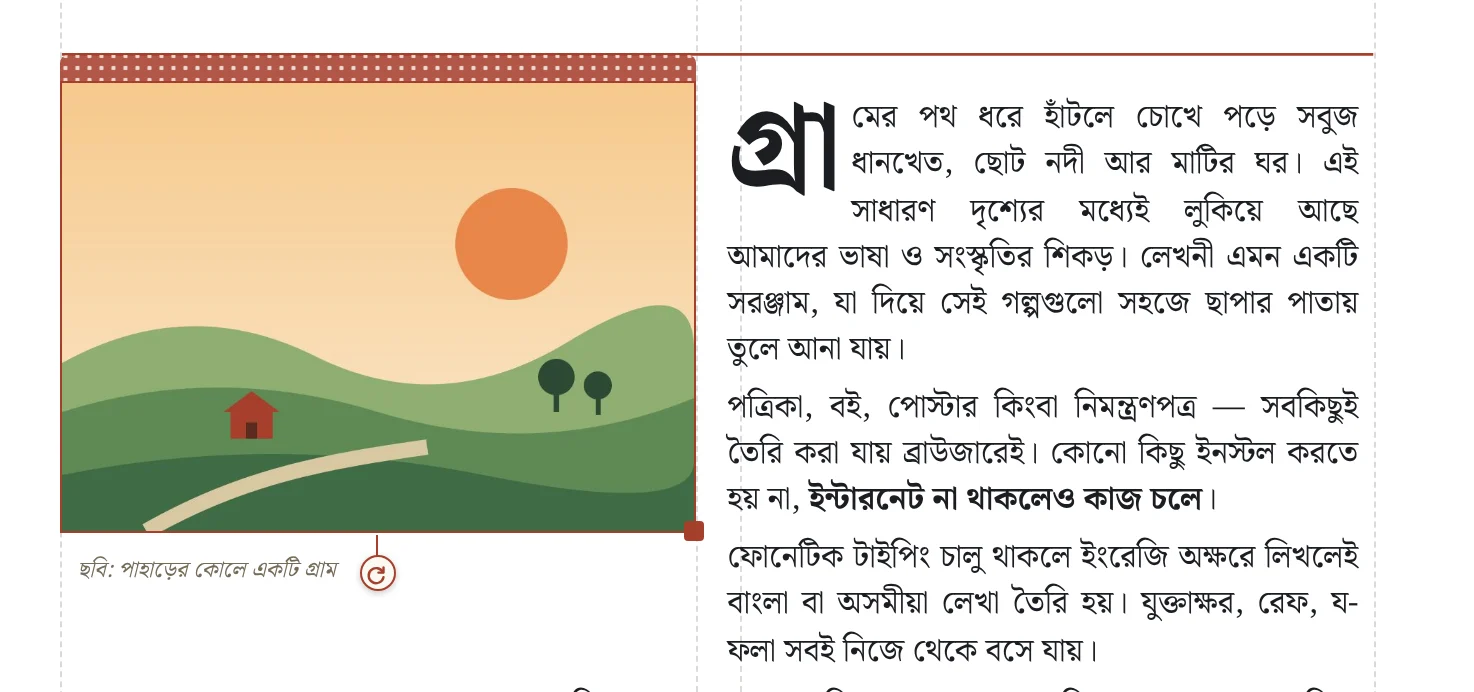 গ্রামের পথ ধরে হাঁটলে চোখে পড়ে সবুজ
ধানখেত, ছোট নদী আর মাটির ঘর। এই
সাধারণ দৃশ্যের মধ্যেই লুকিয়ে আছে
আমাদের ভাষা ও সংস্কৃতির শিকড়। লেখনী এমন একটি
সরঞ্জাম, যা দিয়ে সেই গল্পগুলো সহজে ছাপার পাতায়
তুলে আনা যায়।
পত্রিকা, বই, পোস্টার কিংবা নিমন্ত্রণপত্র — সবকিছুই
তৈরি করা যায় ব্রাউজারেই। কোনো কিছু ইনস্টল করতে
হয় না, ইন্টারনেট না থাকলেও কাজ চলে।
ফোনেটিক টাইপিং চালু থাকলে ইংরেজি অক্ষরে লিখলেই
বাংলা বা অসমীয়া লেখা তৈরি হয়। যুক্তাক্ষর, রেফ, য-
ফলা সবই নিজে থেকে বসে যায়।
ছবি: পাহাড়ের কোলে একটি গ্রাম